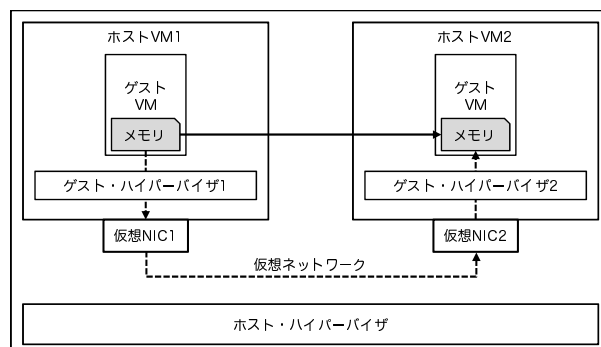 ホストVM1
ホストVM2
ゲスト
VM
ゲスト
VM
メモリ
メモリ
ゲスト・ハイパーバイザ1
ゲスト・ハイパーバイザ2
仮想NIC1
仮想NIC2
仮想ネットワーク
ホスト・ハイパーバイザ